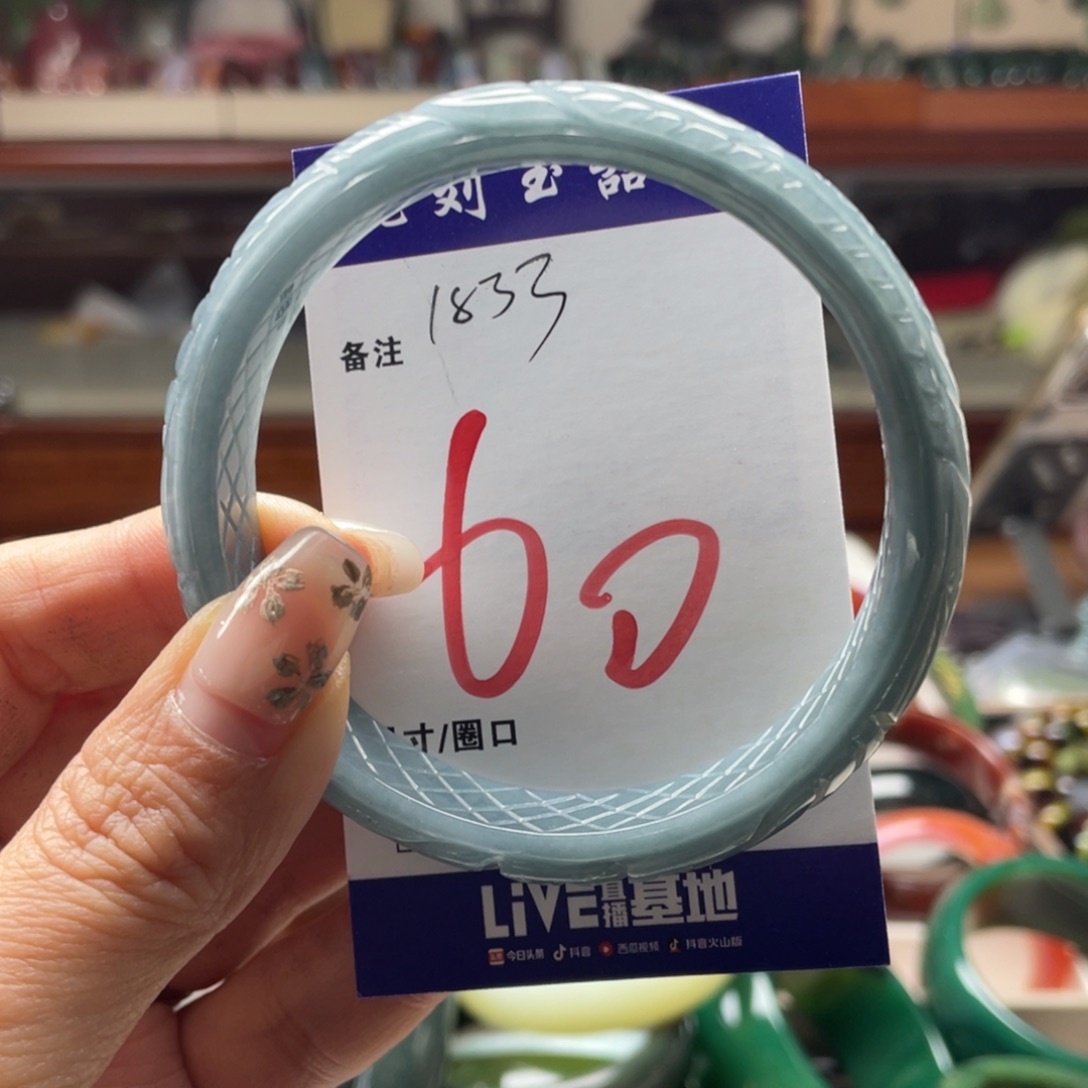 刻玉
1833
备注
60
寸/圈口
LiVE直播基地
今日头条 抖音 西瓜视频 抖音火山版